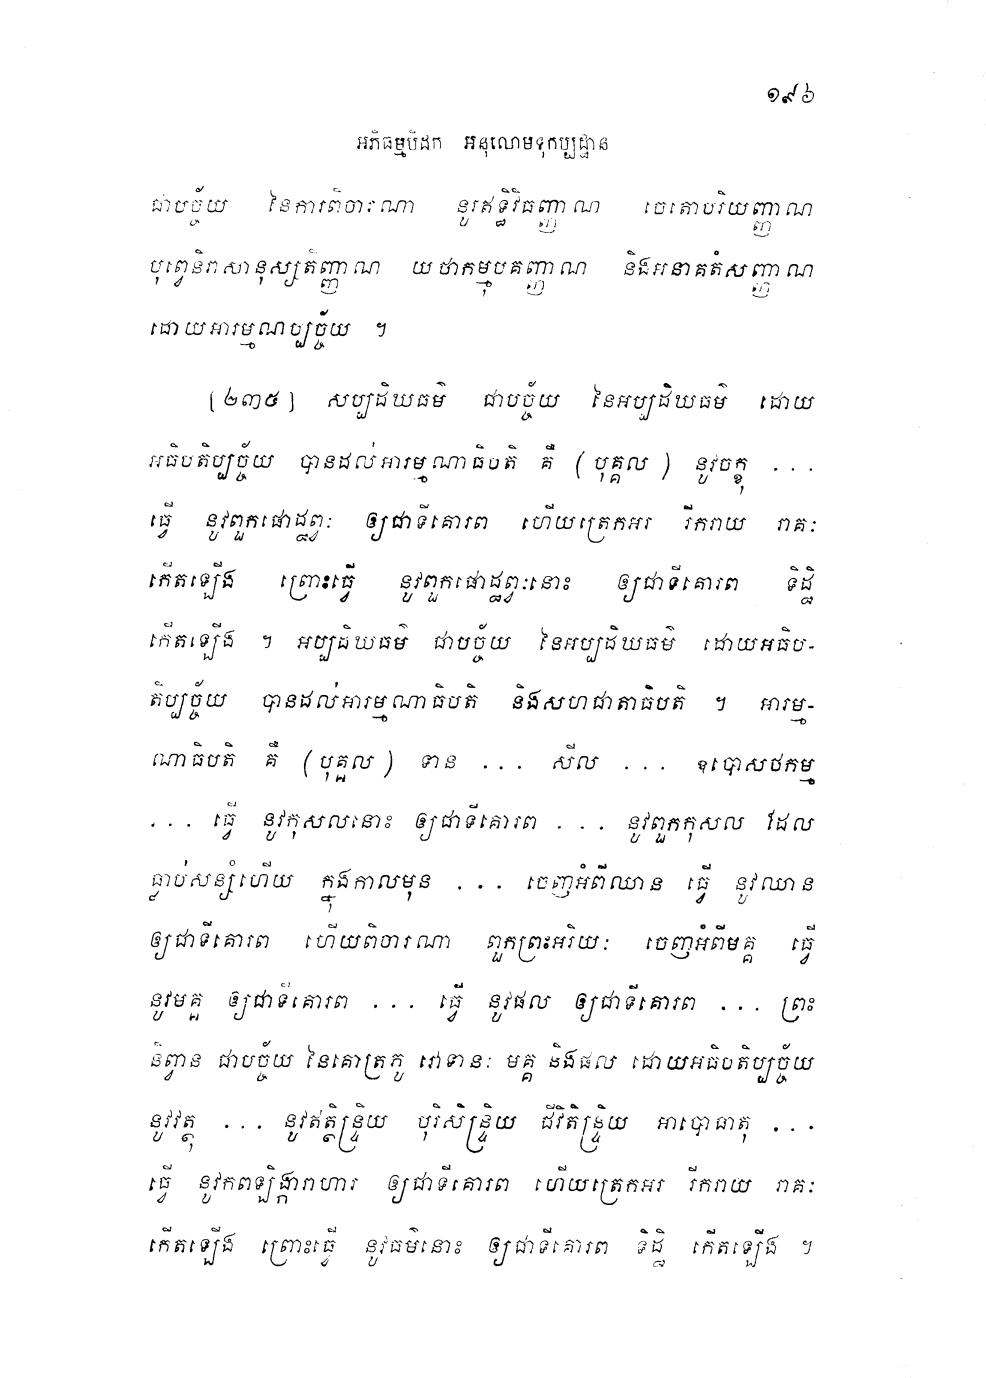 ១៩៦
អភិធម្មបិដក អនុលោមទុកប្បដ្ឋាន
ជាបច្ច័យ នៃការពិចារណា នូវឥទ្ធិវិធញ្ញាណ ចេតោបរិយញ្ញាណ
បុព្វេនិវាសានុស្សតិញ្ញាណ យថាកម្មុបគញ្ញាណ និងអនាគតំសញ្ញាណ
ដោយអារម្មណប្បច្ច័យ ។
[២៣៥] សប្បដិឃធម៌ ជាបច្ច័យ នៃអប្បដិឃធម៌ ដោយ
អធិបតិប្បច្ច័យ បានដល់អារម្មណាធិបតិ គឺ (បុគ្គល) នូវចក្ខុ ...
ធ្វើ នូវពួកផោដ្ឋព្វៈ ឲ្យជាទីគោរព ហើយត្រេកអរ រីករាយ រាគៈ
កើតឡើង ព្រោះធ្វើ នូវពួកផោដ្ឋព្វៈនោះ ឲ្យជាទីគោរព ទិដ្ឋិ
កើតឡើង ។ អប្បដិឃធម៌ ជាបច្ច័យ នៃអប្បដិឃធម៌ ដោយអធិប-
តិប្បច្ច័យ បានដល់អារម្មណាធិបតិ និងសហជាតាធិបតិ ។ អារម្ម-
ណាធិបតិ គឺ (បុគ្គល) ទាន ... សីល ... ឧបោសថកម្ម
... ធ្វើ នូវកុសលនោះ ឲ្យជាទីគោរព ... នូវពួកកុសល ដែល
ធ្លាប់សន្សំហើយ ក្នុងកាលមុន ... ចេញអំពីឈាន ធ្វើ នូវឈាន
ឲ្យជាទីគោរព ហើយពិចារណា ពួកព្រះអរិយៈ ចេញអំពីមគ្គ ធ្វើ
នូវមគ្គ ឲ្យជាទីគោរព ... ធ្វើ នូវផល ឲ្យជាទីគោរព ... ព្រះ
និព្វាន ជាបច្ច័យ នៃគោត្រភូ វោទានៈ មគ្គ និងផល ដោយអធិបតិប្បច្ច័យ
នូវវត្ថុ ... នូវឥត្ថិន្ទ្រិយ បុរិសិន្ទ្រិយ ជីវិតិន្ទ្រិយ អាបោធាតុ ...
ធ្វើ នូវកពឡិង្ការាហារ ឲ្យជាទីគោរព ហើយត្រេកអរ រីករាយ រាគៈ
កើតឡើង ព្រោះធ្វើ នូវធម៌នោះ ឲ្យជាទីគោរព ទិដ្ឋិ កើតឡើង ។